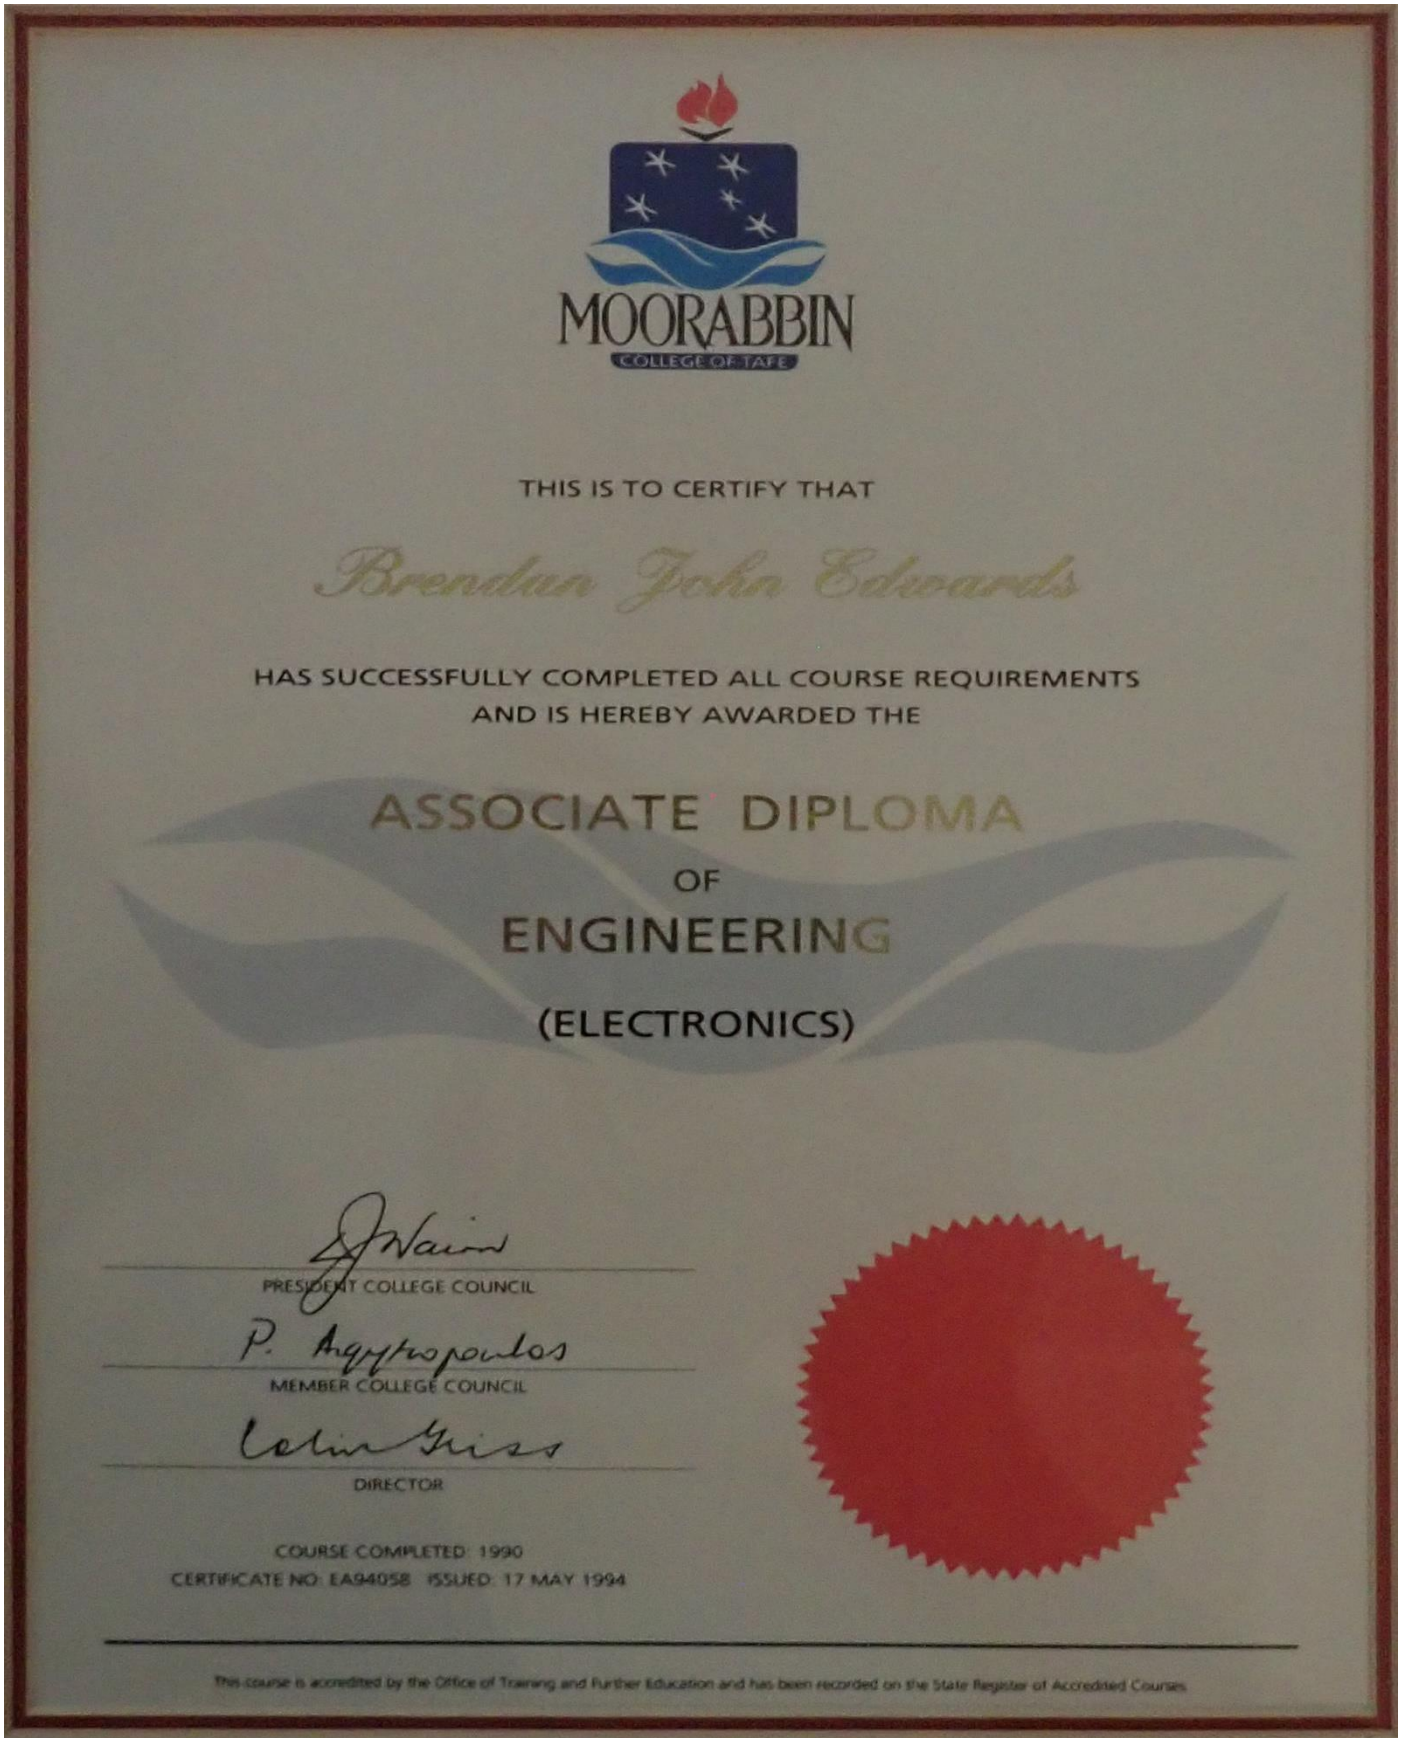 MOORABBIN
COLLEGE OF TAFE
THIS IS TO CERTIFY THAT
Brendan John Edwards
HAS SUCCESSFULLY COMPLETED ALL COURSE REQUIREMENTS
AND IS HEREBY AWARDED THE
ASSOCIATE DIPLOMA
OF
ENGINEERING
(ELECTRONICS)
PRESIDENT COLLEGE COUNCIL
P. Argyropoulos
MEMBER COLLEGE COUNCIL
Colin
DIRECTOR
COURSE COMPLETED: 1990
CERTIFICATE NO: EA94058 ISSUED: 17 MAY 1994
This course is accredited by the Office of Training and Further Education and has been recorded on the State Register of Accredited Courses